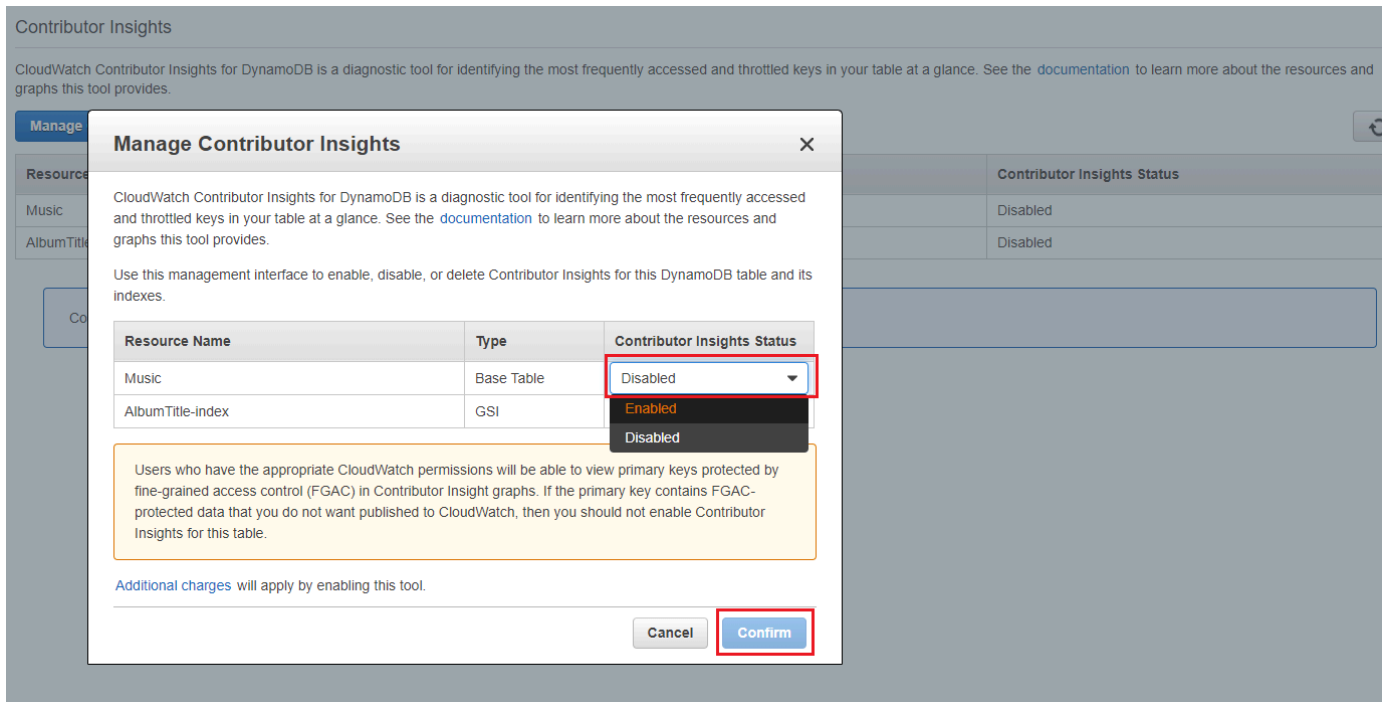 Contributor Insights
CloudWatch Contributor Insights for DynamoDB is a diagnostic tool for identifying the most frequently accessed and throttled keys in your table at a glance. See the documentation to learn more about the resources and
graphs this tool provides.
Manage
Resource
Contributor Insights Status
Music
Disabled
AlbumTitle
Disabled
Co
Manage Contributor Insights
CloudWatch Contributor Insights for DynamoDB is a diagnostic tool for identifying the most frequently accessed
and throttled keys in your table at a glance. See the documentation to learn more about the resources and
graphs this tool provides.
Use this management interface to enable, disable, or delete Contributor Insights for this DynamoDB table and its
indexes.
Resource Name Type Contributor Insights Status
Music Base Table Disabled
AlbumTitle-index GSI
Enabled
Disabled
Users who have the appropriate CloudWatch permissions will be able to view primary keys protected by
fine-grained access control (FGAC) in Contributor Insight graphs. If the primary key contains FGAC-
protected data that you do not want published to CloudWatch, then you should not enable Contributor
Insights for this table.
Additional charges will apply by enabling this tool.
Cancel Confirm